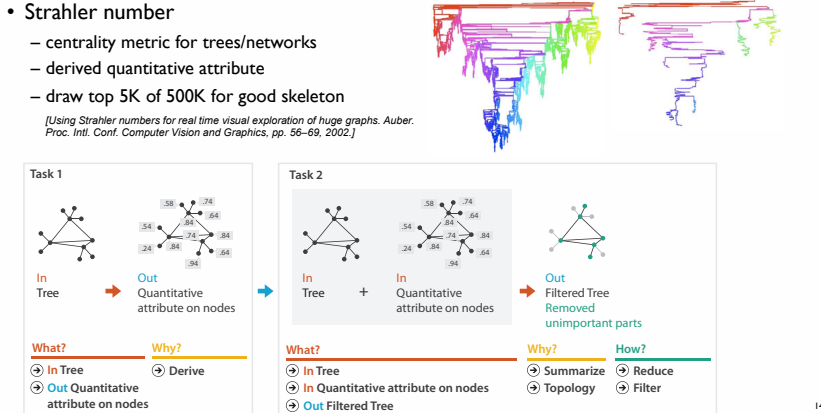 • Strahler number
– centrality metric for trees/networks
– derived quantitative attribute
– draw top 5K of 500K for good skeleton
[Using Strahler numbers for real time visual exploration of huge graphs. Auber.
Proc. Intl. Conf. Computer Vision and Graphics, pp. 56–69, 2002.]
Task 1
.58
.74
.64
.84
.54
.74
.84
.24
.84
.64
.94
In
Tree
Out
Quantitative
attribute on nodes
What?
In Tree
Out Quantitative
attribute on nodes
Why?
Derive
Task 2
.58
.74
.64
.84
.54
.74
.84
.24
.84
.64
.94
In
Tree
+
In
Quantitative
attribute on nodes
Out
Filtered Tree
Removed
unimportant parts
What?
In Tree
In Quantitative attribute on nodes
Out Filtered Tree
Why?
Summarize
Topology
How?
Reduce
Filter